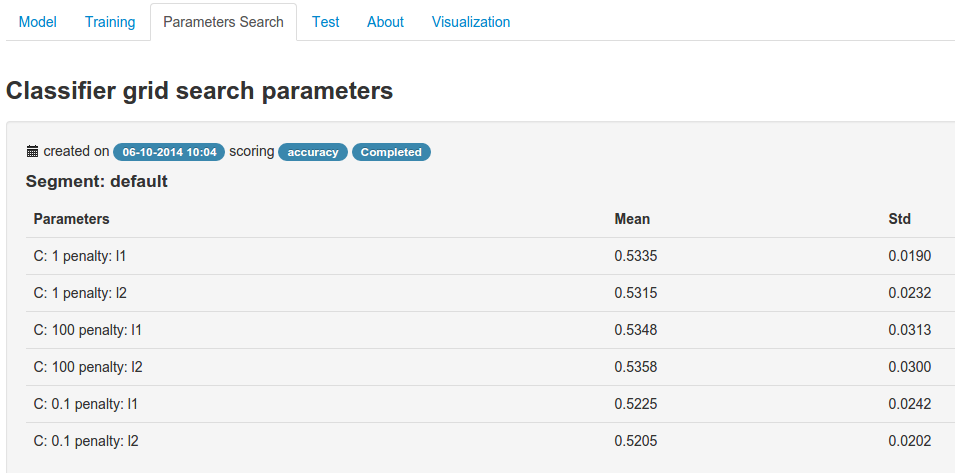 Model Training Parameters Search Test About Visualization
Classifier grid search parameters
created on 06-10-2014 10:04 scoring accuracy Completed
Segment: default
Parameters Mean Std
C: 1 penalty: l1 0.5335 0.0190
C: 1 penalty: l2 0.5315 0.0232
C: 100 penalty: l1 0.5348 0.0313
C: 100 penalty: l2 0.5358 0.0300
C: 0.1 penalty: l1 0.5225 0.0242
C: 0.1 penalty: l2 0.5205 0.0202